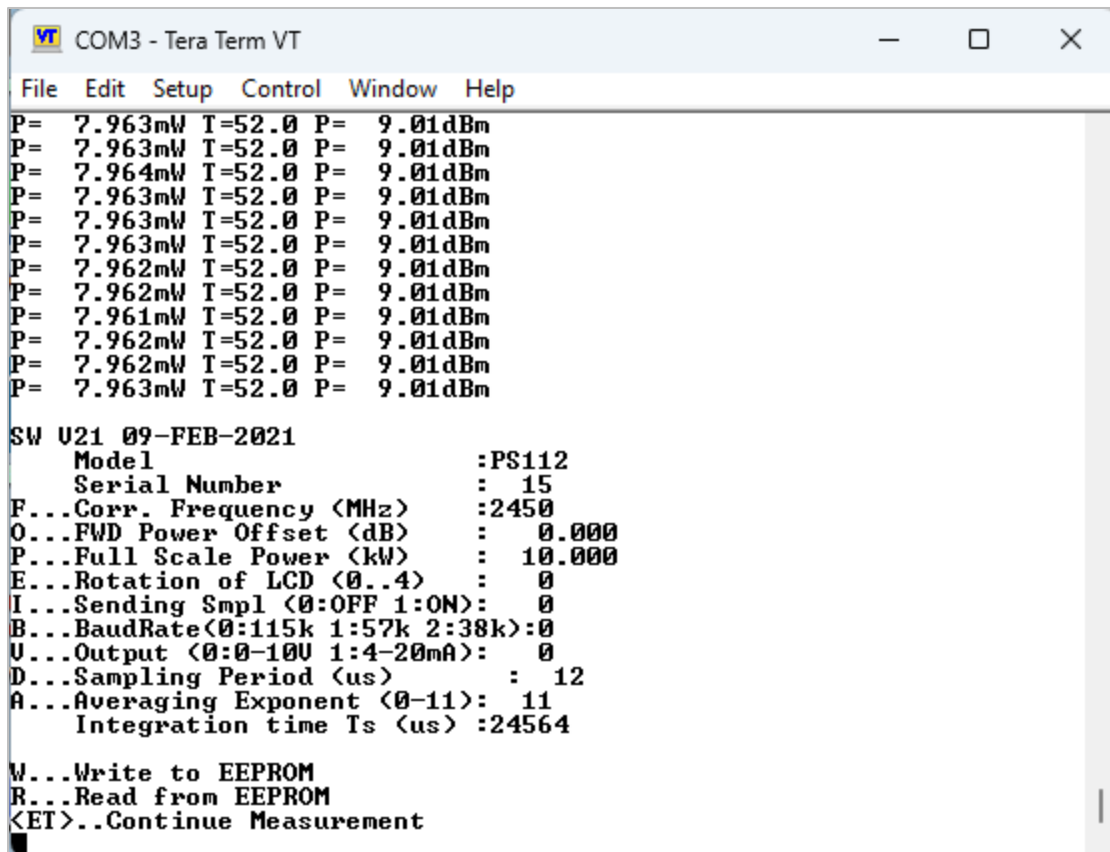 VT COM3 - Tera Term VT
File Edit Setup Control Window Help
P=  7.963mW T=52.0 P=  9.01dBm
P=  7.963mW T=52.0 P=  9.01dBm
P=  7.964mW T=52.0 P=  9.01dBm
P=  7.963mW T=52.0 P=  9.01dBm
P=  7.963mW T=52.0 P=  9.01dBm
P=  7.963mW T=52.0 P=  9.01dBm
P=  7.962mW T=52.0 P=  9.01dBm
P=  7.962mW T=52.0 P=  9.01dBm
P=  7.961mW T=52.0 P=  9.01dBm
P=  7.962mW T=52.0 P=  9.01dBm
P=  7.962mW T=52.0 P=  9.01dBm
P=  7.963mW T=52.0 P=  9.01dBm
SW V21 09-FEB-2021
    Model                    :PS112
    Serial Number            :  15
F...Corr. Frequency (MHz)    :2450
O...FWD Power Offset (dB)    :   0.000
P...Full Scale Power (kW)    :  10.000
E...Rotation of LCD (0..4)   :   0
I...Sending Smpl (0:OFF 1:ON):   0
B...BaudRate(0:115k 1:57k 2:38k):0
V...Output (0:0-10V 1:4-20mA):   0
D...Sampling Period (us)       :  12
A...Averaging Exponent (0-11):  11
    Integration time Ts (us) :24564
W...Write to EEPROM
R...Read from EEPROM
<ET>..Continue Measurement